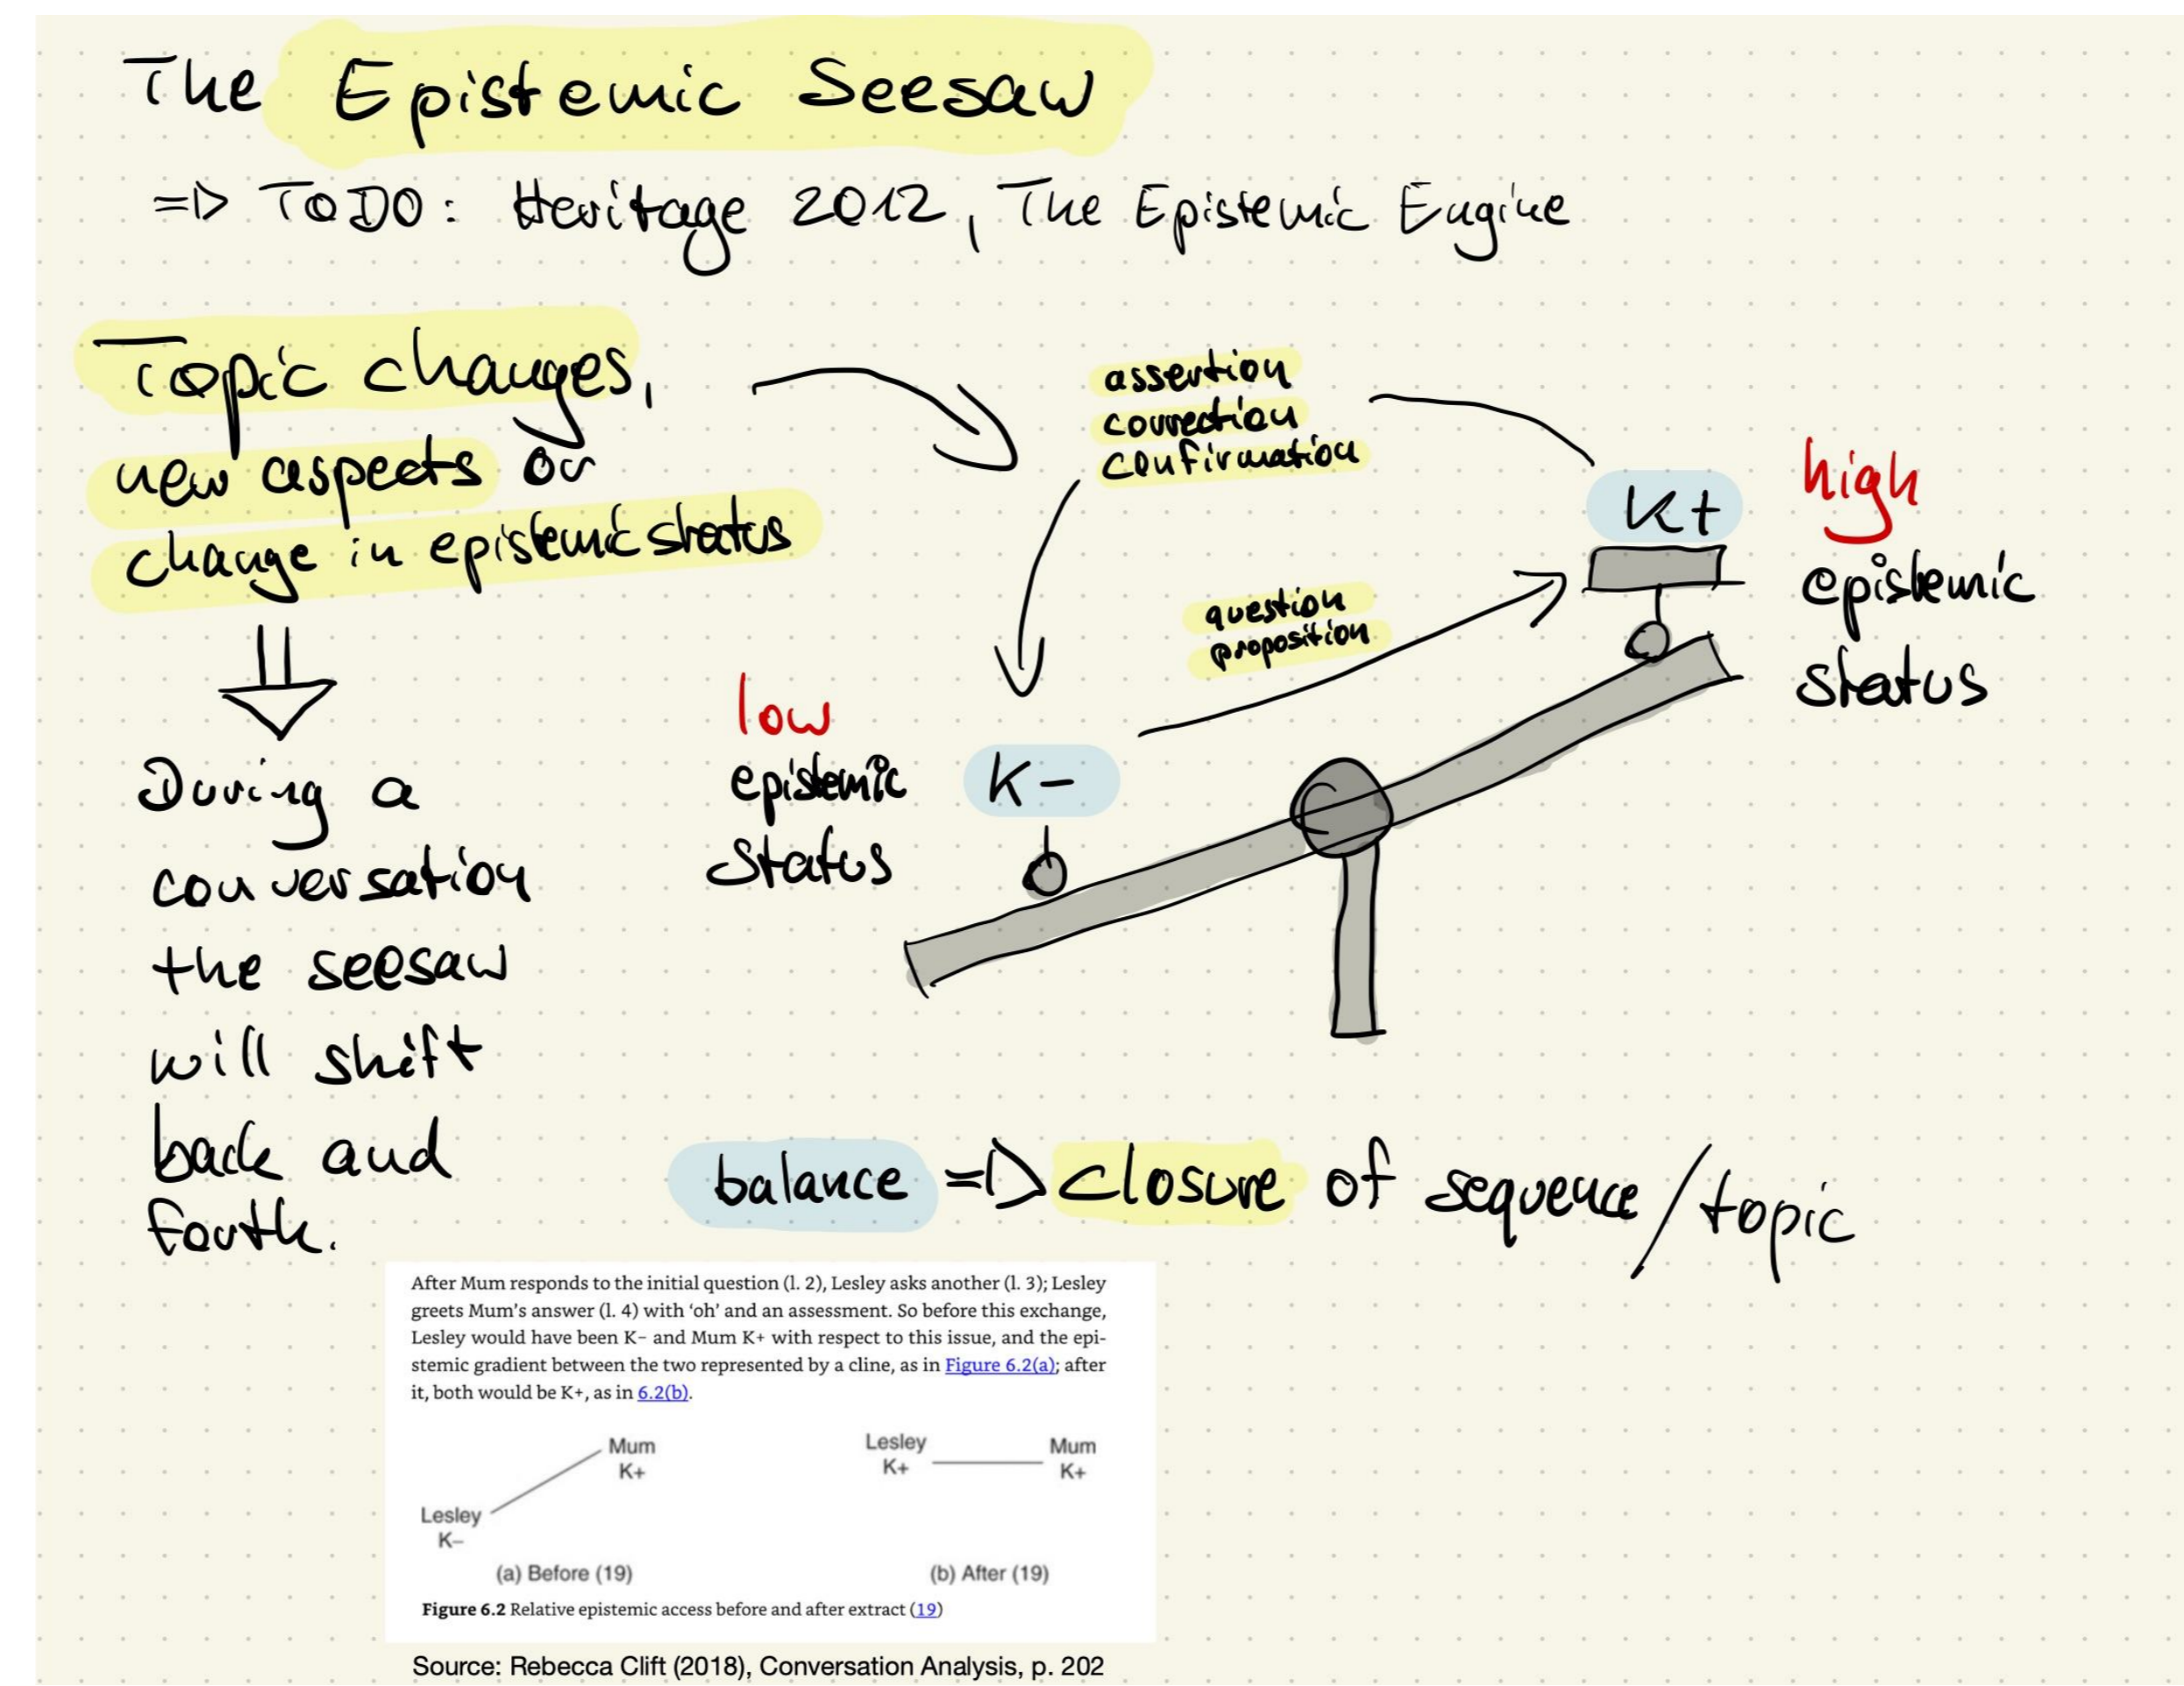 The Epistemic Seesaw
=> TODO: Heritage 2012, The Epistemic Engine
Topic changes,
new aspects or
change in epistemic status
During a
conversation
the seesaw
will shift
back and
forth.
assertion
correction
confirmation
question
proposition
K+
high
epistemic
status
low
epistemic
status
K-
balance => closure of sequence/topic
After Mum responds to the initial question (l. 2), Lesley asks another (l. 3); Lesley
greets Mum's answer (l. 4) with 'oh' and an assessment. So before this exchange,
Lesley would have been K– and Mum K+ with respect to this issue, and the epi-
stemic gradient between the two represented by a cline, as in Figure 6.2(a); after
it, both would be K+, as in 6.2(b).
Mum
K+
Lesley
K–
(a) Before (19)
Lesley
K+
Mum
K+
(b) After (19)
Figure 6.2 Relative epistemic access before and after extract (19)
Source: Rebecca Clift (2018), Conversation Analysis, p. 202